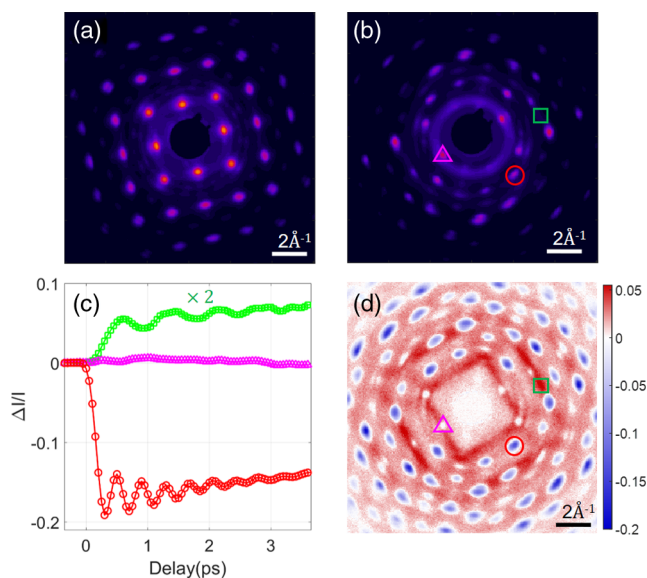 (a)
2Å⁻¹
(b)
2Å⁻¹
(c)
× 2
0.1
0
-0.1
-0.2
ΔI/I
0
1
2
3
Delay(ps)
(d)
2Å⁻¹
0.05
0
-0.05
-0.1
-0.15
-0.2